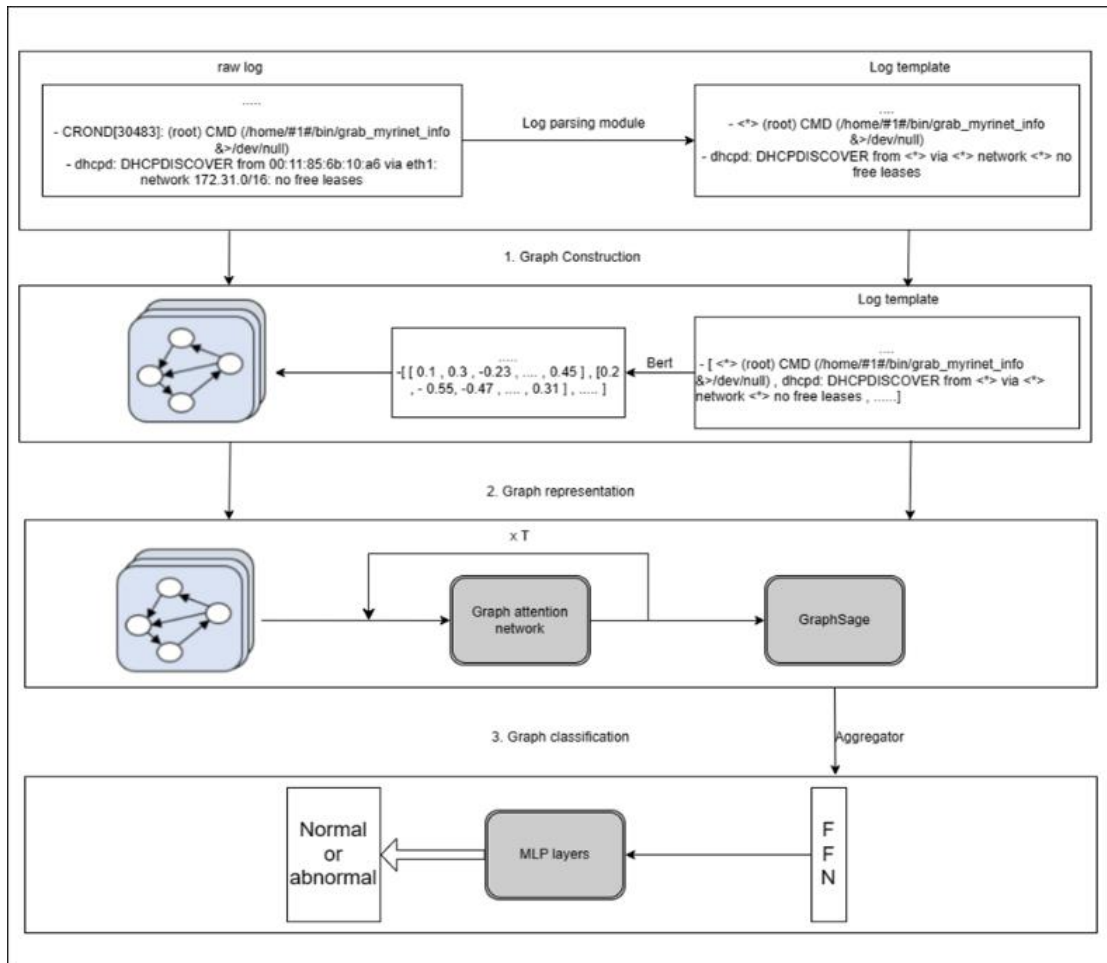 raw log
.....
- CROND[30483]: (root) CMD (/home/#1#/bin/grab_myrinet_info
&>/dev/null)
- dhcpd: DHCPDISCOVER from 00:11:85:6b:10:a6 via eth1:
network 172.31.0/16: no free leases
Log parsing module
Log template
....
- <*> (root) CMD (/home/#1#/bin/grab_myrinet_info
&>/dev/null)
- dhcpd: DHCPDISCOVER from <*> via <*> network <*> no
free leases
1. Graph Construction
.....
-[ [ 0.1 , 0.3 , -0.23 , .... , 0.45 ] , [0.2
, - 0.55, -0.47 , .... , 0.31 ] , ..... ]
Bert
Log template
....
- [ <*> (root) CMD (/home/#1#/bin/grab_myrinet_info
&>/dev/null) , dhcpd: DHCPDISCOVER from <*> via <*>
network <*> no free leases , ......]
2. Graph representation
x T
Graph attention
network
GraphSage
3. Graph classification
Aggregator
Normal
or
abnormal
MLP layers
F
F
N